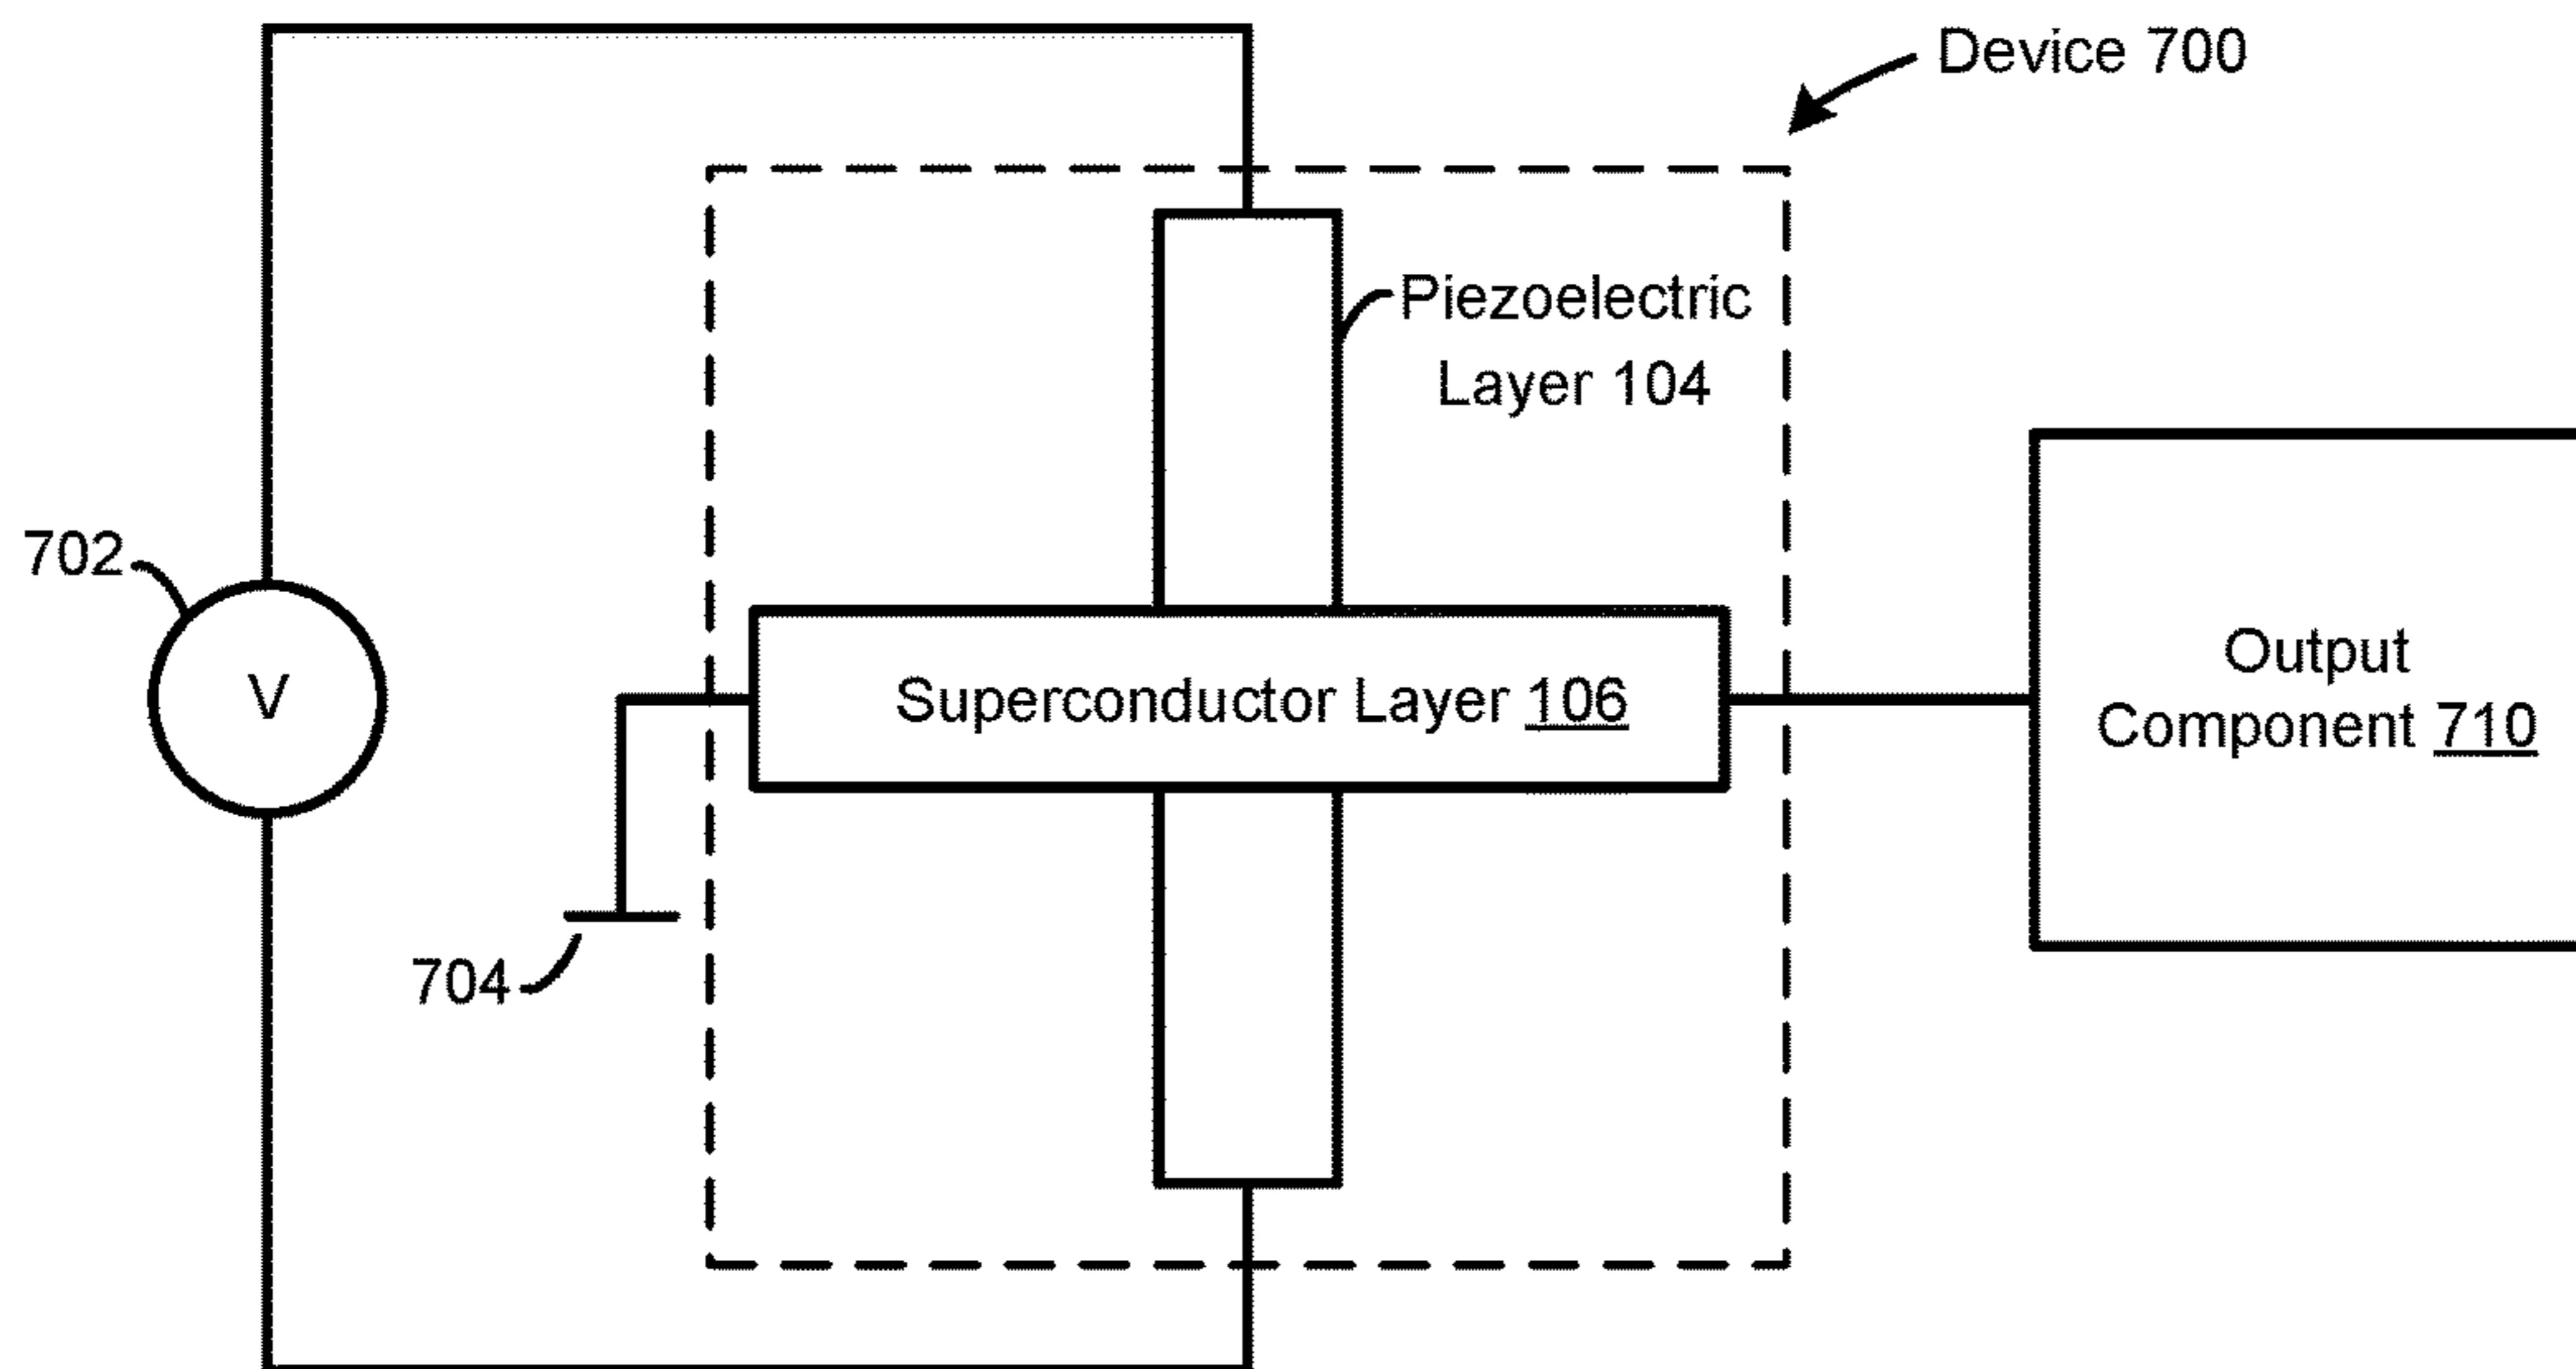 Device 700
Piezoelectric
Layer 104
702
V
Superconductor Layer 106
Output
Component 710
704